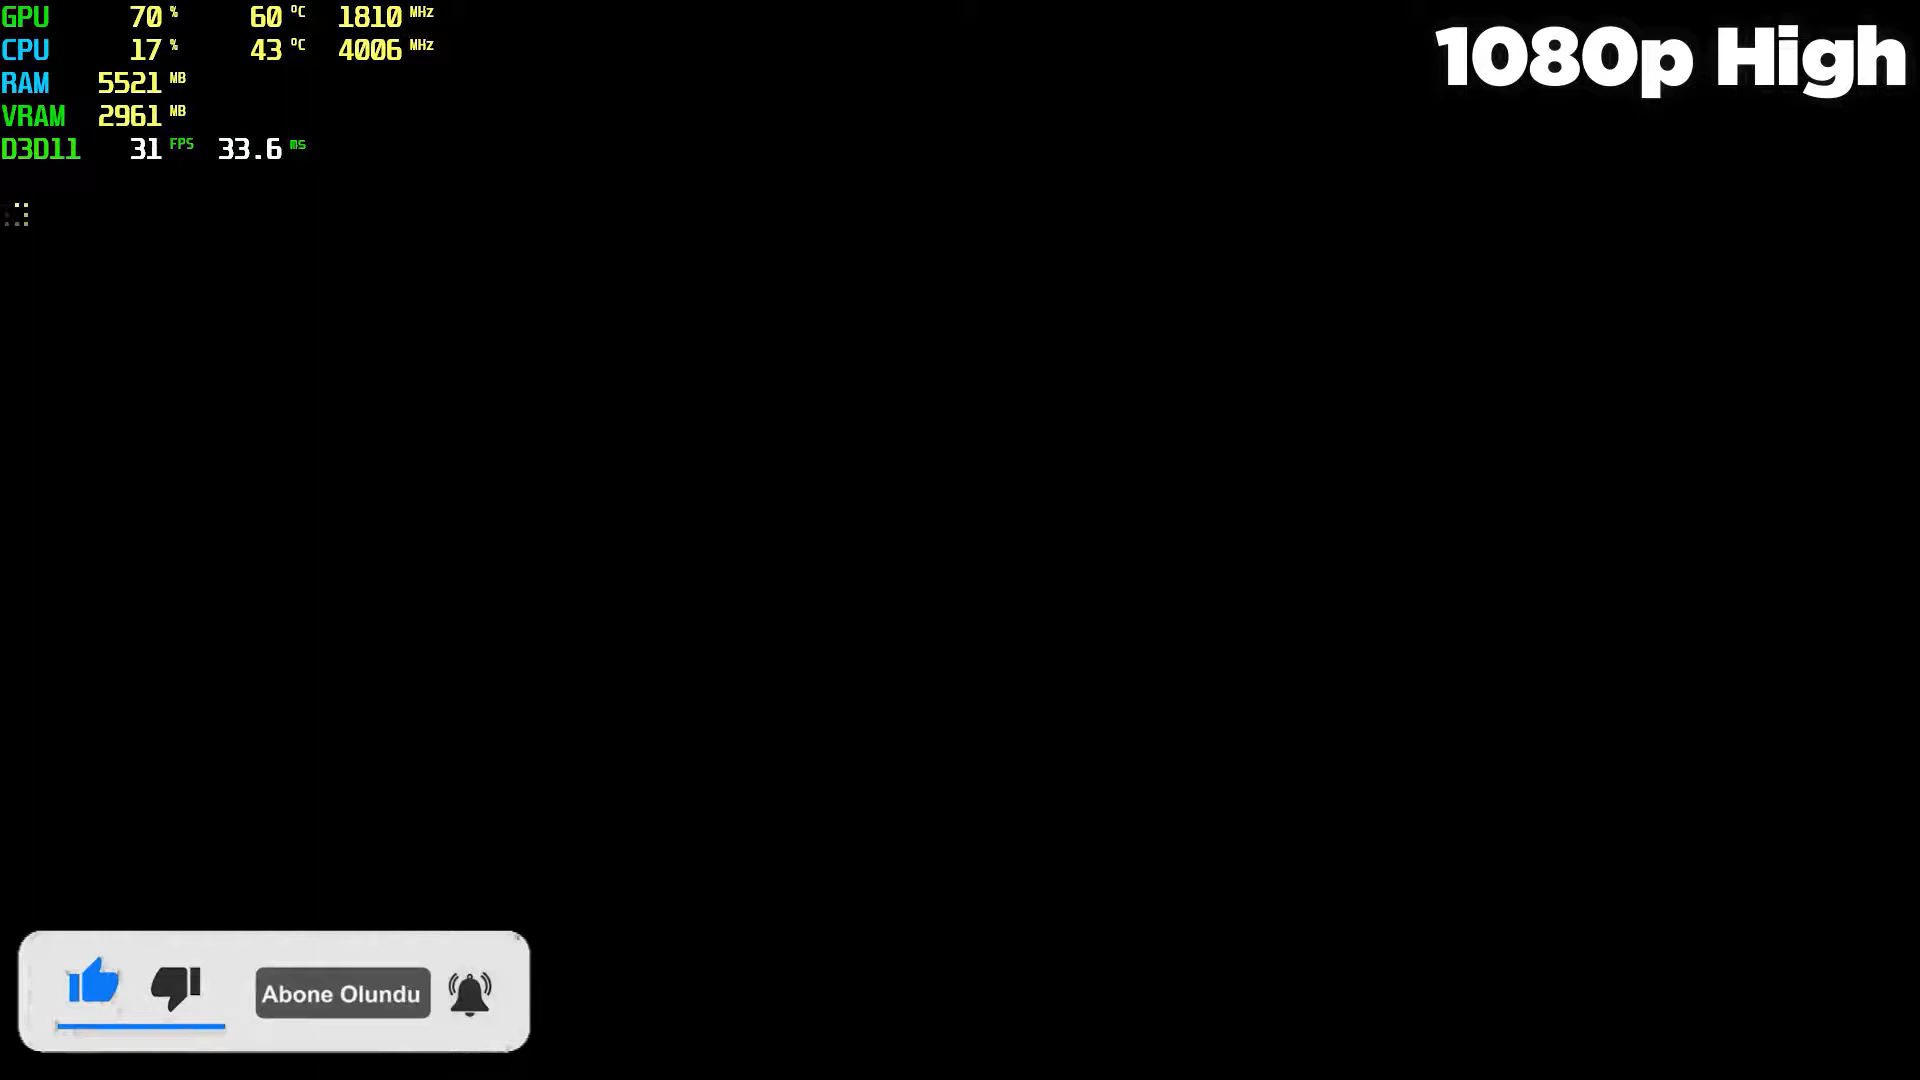 GPU 70 % 60 °C 1810 MHz
CPU 17 % 43 °C 4006 MHz
RAM 5521 MB
VRAM 2961 MB
D3D11 31 FPS 33.6 ms
1080p High
Abone Olundu